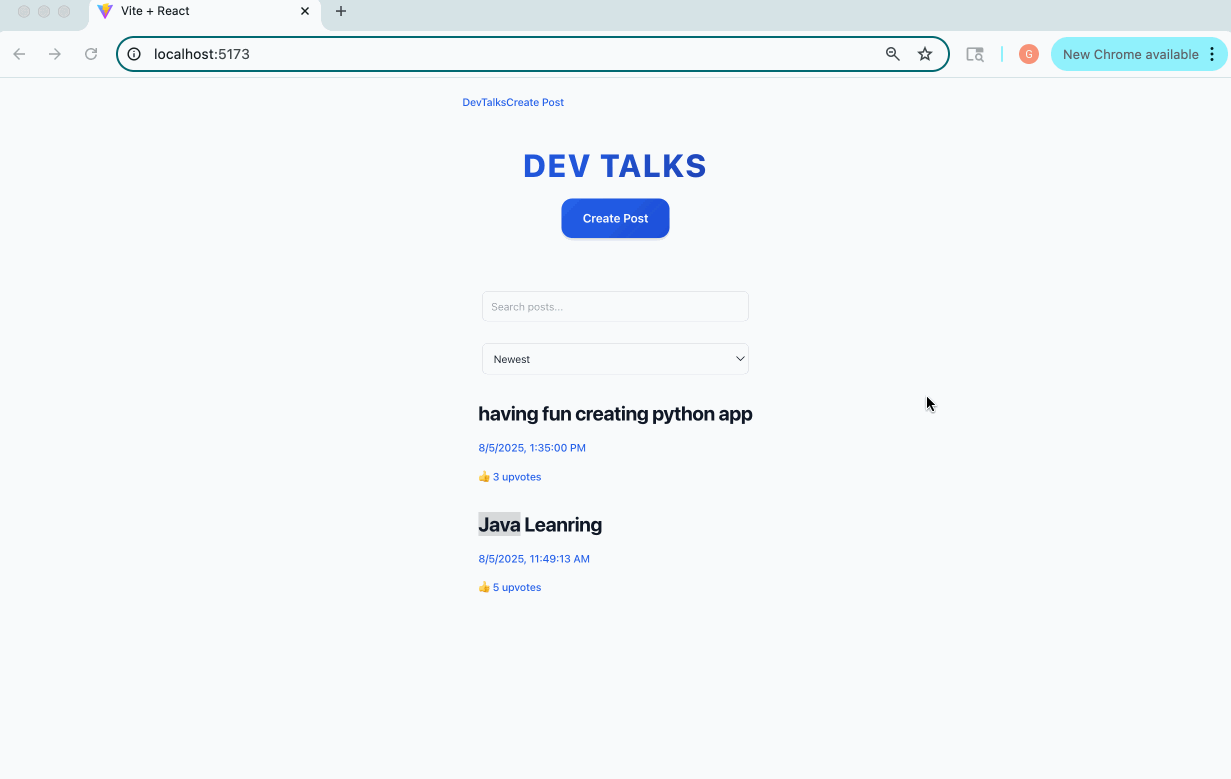 Vite + React
localhost:5173
G
New Chrome available
DevTalksCreate Post
DEV TALKS
Create Post
Search posts...
Newest
having fun creating python app
8/5/2025, 1:35:00 PM
👍 3 upvotes
Java Leanring
8/5/2025, 11:49:13 AM
👍 5 upvotes